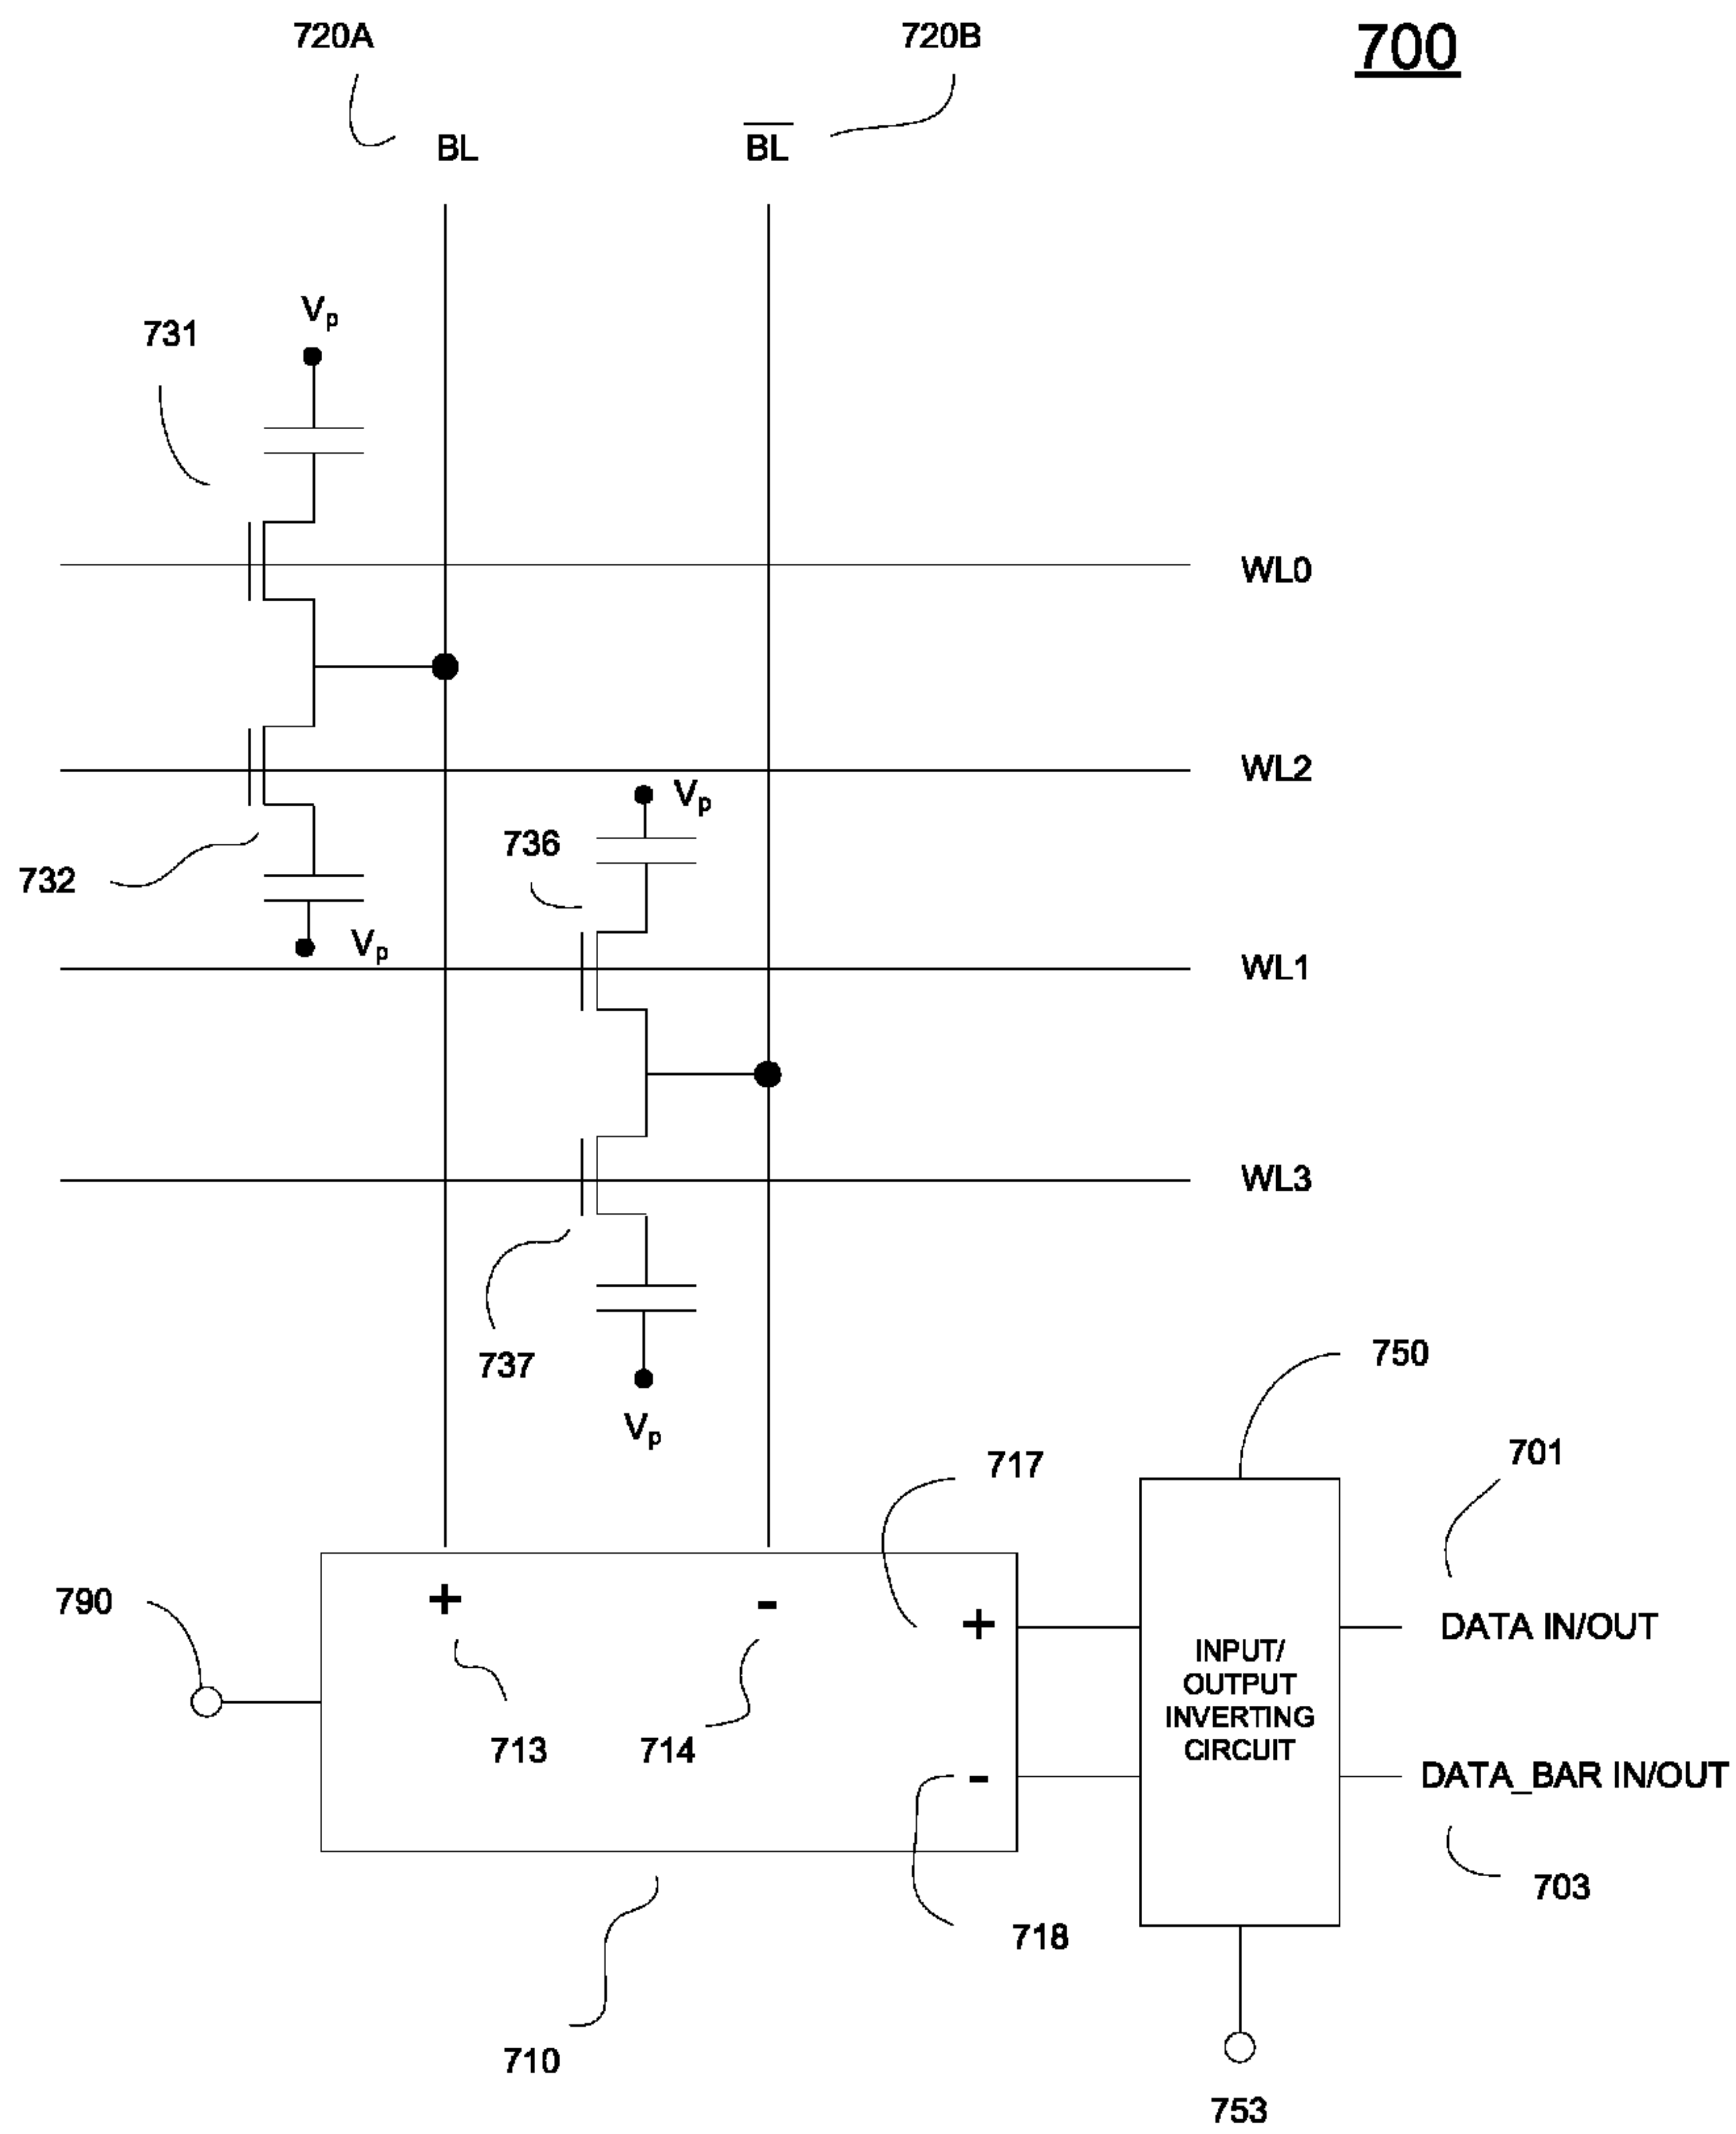 720A
720B
700
BL
B̅L̅
Vp
731
WL0
WL2
Vp
736
732
Vp
WL1
WL3
737
750
Vp
717
701
790
+
-
+
DATA IN/OUT
INPUT/
OUTPUT
INVERTING
CIRCUIT
713
714
-
DATA_BAR IN/OUT
703
718
710
753